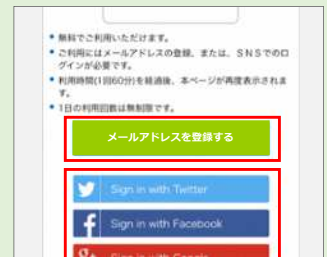 無料でご利用いただけます。
ご利用にはメールアドレスの登録、または、SNSでのロ
グインが必要です。
利用時間(1回60分)を経過後、本ページが再度表示されま
す。
1日の利用回数は無制限です。
メールアドレスを登録する
Sign in with Twitter
Sign in with Facebook
Sign in with Google